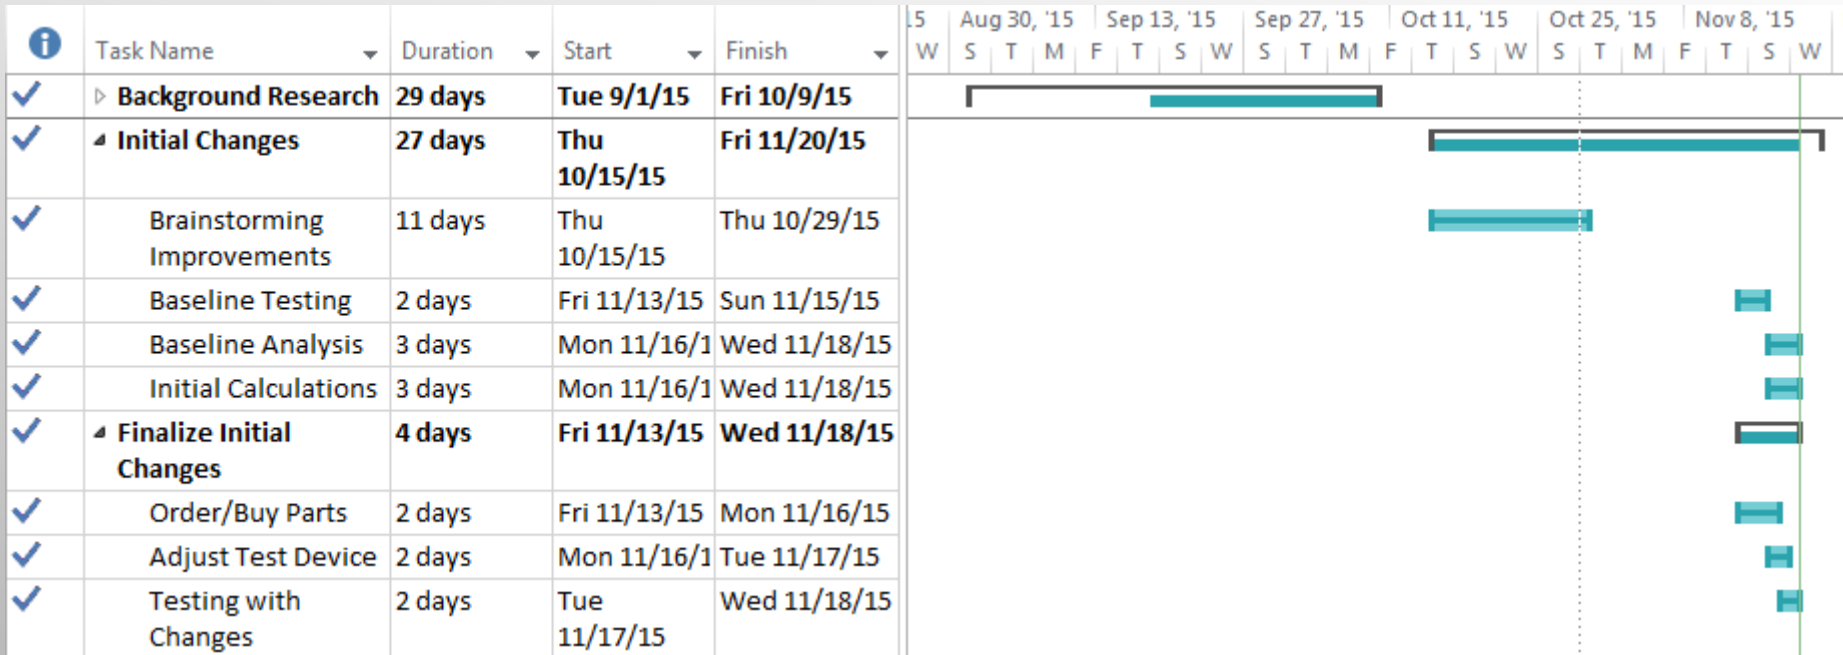 i Task Name Duration Start Finish
15 Aug 30, '15 Sep 13, '15 Sep 27, '15 Oct 11, '15 Oct 25, '15 Nov 8, '15
W S T M F T S W S T M F T S W S T M F T S W
Background Research 29 days Tue 9/1/15 Fri 10/9/15
Initial Changes 27 days Thu Fri 11/20/15
10/15/15
Brainstorming 11 days Thu Thu 10/29/15
Improvements 10/15/15
Baseline Testing 2 days Fri 11/13/15 Sun 11/15/15
Baseline Analysis 3 days Mon 11/16/1 Wed 11/18/15
Initial Calculations 3 days Mon 11/16/1 Wed 11/18/15
Finalize Initial 4 days Fri 11/13/15 Wed 11/18/15
Changes
Order/Buy Parts 2 days Fri 11/13/15 Mon 11/16/15
Adjust Test Device 2 days Mon 11/16/1 Tue 11/17/15
Testing with 2 days Tue Wed 11/18/15
Changes 11/17/15